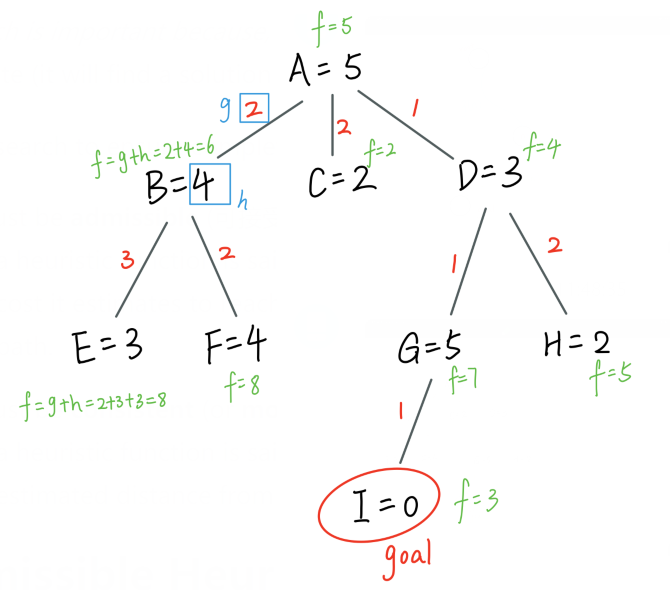 f=5
A=5
g 2
2
1
f=g+h=2+4=6
f=2
f=4
B=4 h
C=2
D=3
3
2
1
2
E=3
F=4
G=5
H=2
f=g+h=2+3+3=8
f=8
f=7
f=5
1
I=0
f=3
goal